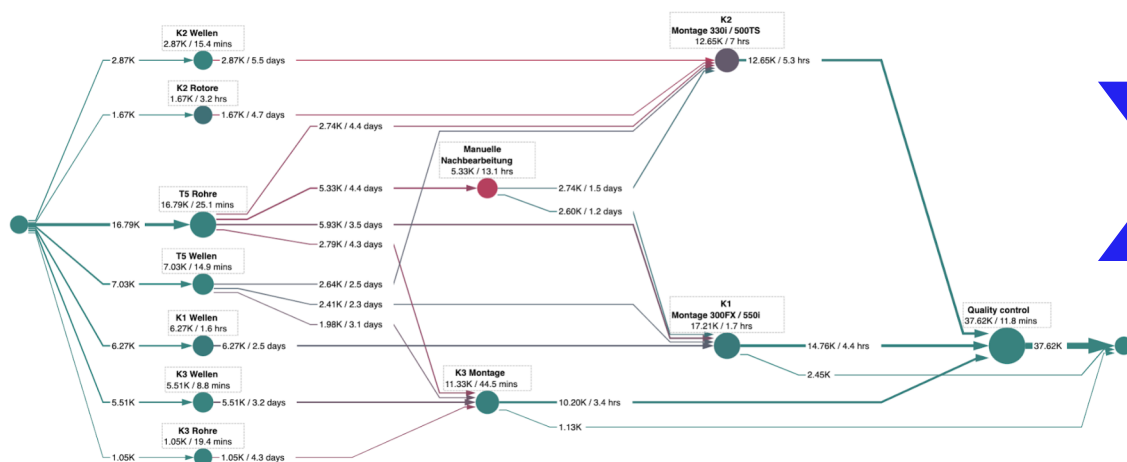 K2 Wellen
2.87K / 15.4 mins
2.87K
2.87K / 5.5 days
K2 Rotore
1.67K / 3.2 hrs
1.67K
1.67K / 4.7 days
2.74K / 4.4 days
K2
Montage 330i / 500TS
12.65K / 7 hrs
12.65K / 5.3 hrs
Manuelle
Nachbearbeitung
5.33K / 13.1 hrs
5.33K / 4.4 days
2.74K / 1.5 days
2.60K / 1.2 days
T5 Rohre
16.79K / 25.1 mins
16.79K
5.93K / 3.5 days
2.79K / 4.3 days
T5 Wellen
7.03K / 14.9 mins
7.03K
2.64K / 2.5 days
2.41K / 2.3 days
1.98K / 3.1 days
K1 Wellen
6.27K / 1.6 hrs
6.27K
6.27K / 2.5 days
K1
Montage 300FX / 550i
17.21K / 1.7 hrs
14.76K / 4.4 hrs
2.45K
Quality control
37.62K / 11.8 mins
37.62K
K3 Wellen
5.51K / 8.8 mins
5.51K
5.51K / 3.2 days
K3 Montage
11.33K / 44.5 mins
10.20K / 3.4 hrs
1.13K
K3 Rohre
1.05K / 19.4 mins
1.05K
1.05K / 4.3 days